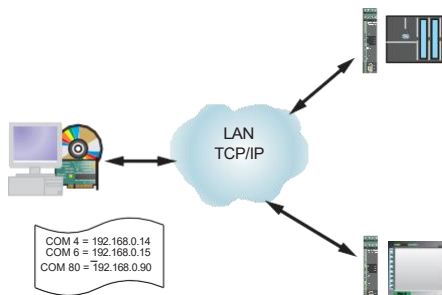 LAN
TCP/IP
COM 4 = 192.168.0.14
COM 6 = 192.168.0.15
COM 80 = 192.168.0.90